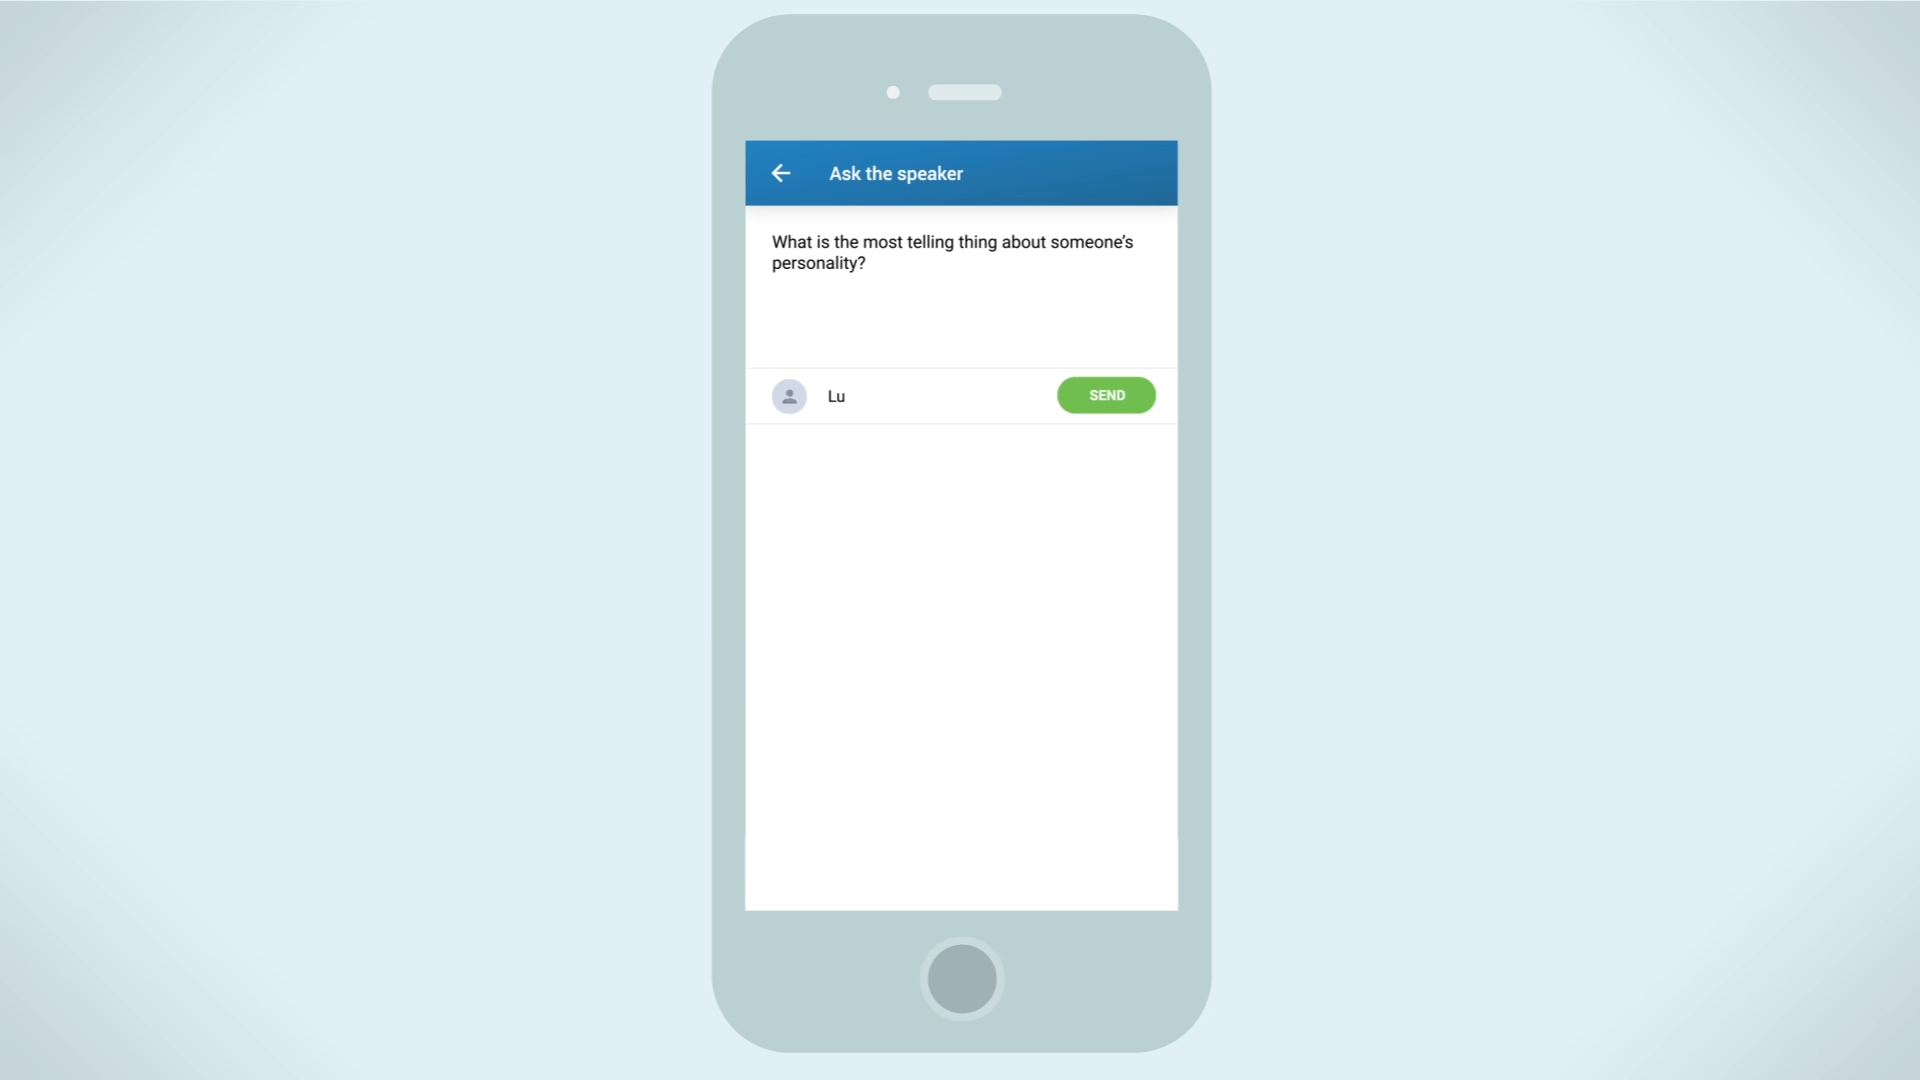 Ask the speaker
What is the most telling thing about someone’s
personality?
Lu
SEND